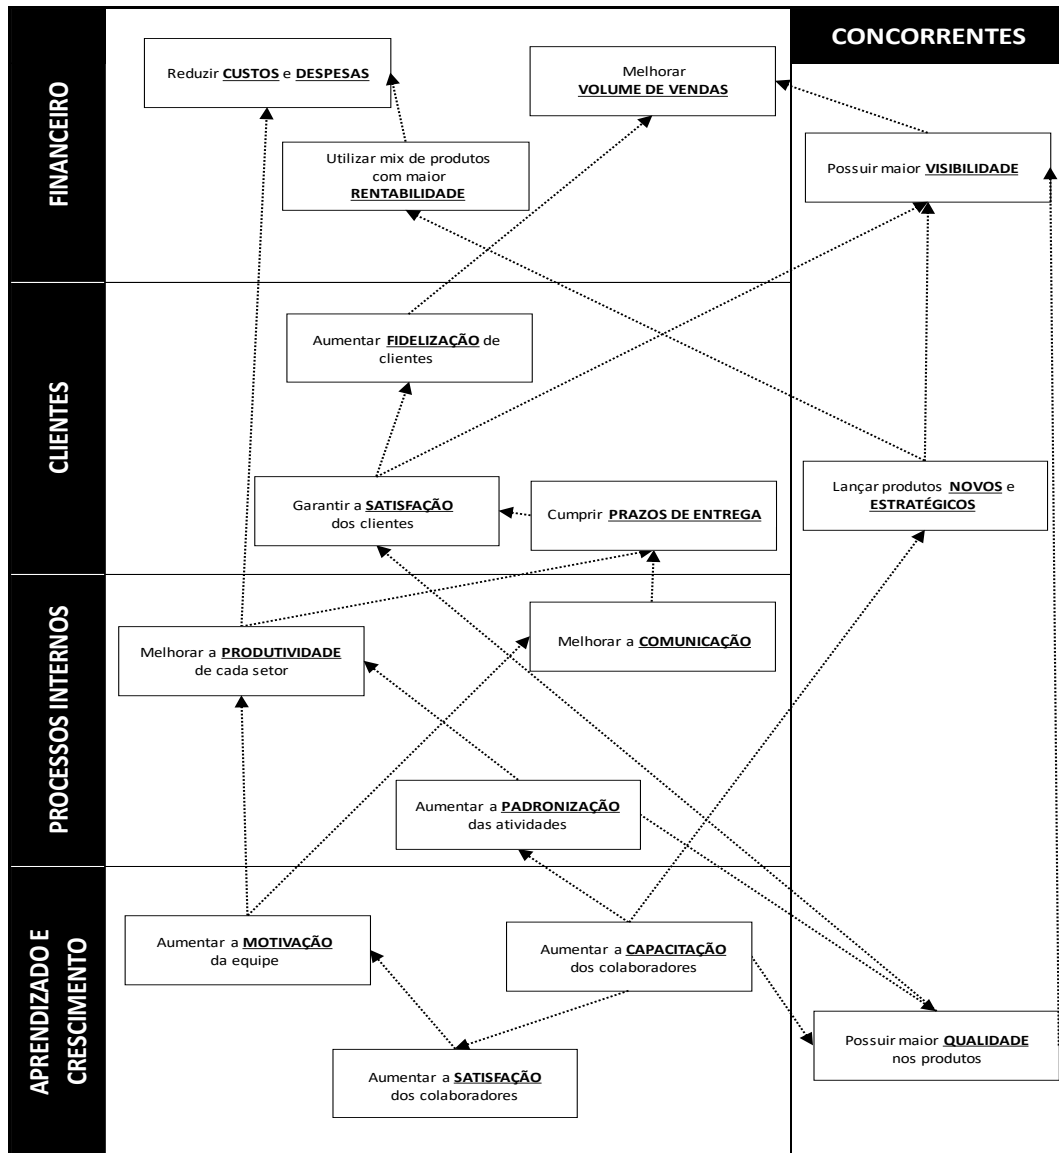 CONCORRENTES
FINANCEIRO
Reduzir CUSTOS e DESPESAS
Melhorar
VOLUME DE VENDAS
Utilizar mix de produtos
com maior
RENTABILIDADE
Possuir maior VISIBILIDADE
CLIENTES
Aumentar FIDELIZAÇÃO de
clientes
Garantir a SATISFAÇÃO
dos clientes
Cumprir PRAZOS DE ENTREGA
Lançar produtos NOVOS e
ESTRATÉGICOS
PROCESSOS INTERNOS
Melhorar a PRODUTIVIDADE
de cada setor
Melhorar a COMUNICAÇÃO
Aumentar a PADRONIZAÇÃO
das atividades
APRENDIZADO E
CRESCIMENTO
Aumentar a MOTIVAÇÃO
da equipe
Aumentar a CAPACITAÇÃO
dos colaboradores
Aumentar a SATISFAÇÃO
dos colaboradores
Possuir maior QUALIDADE
nos produtos